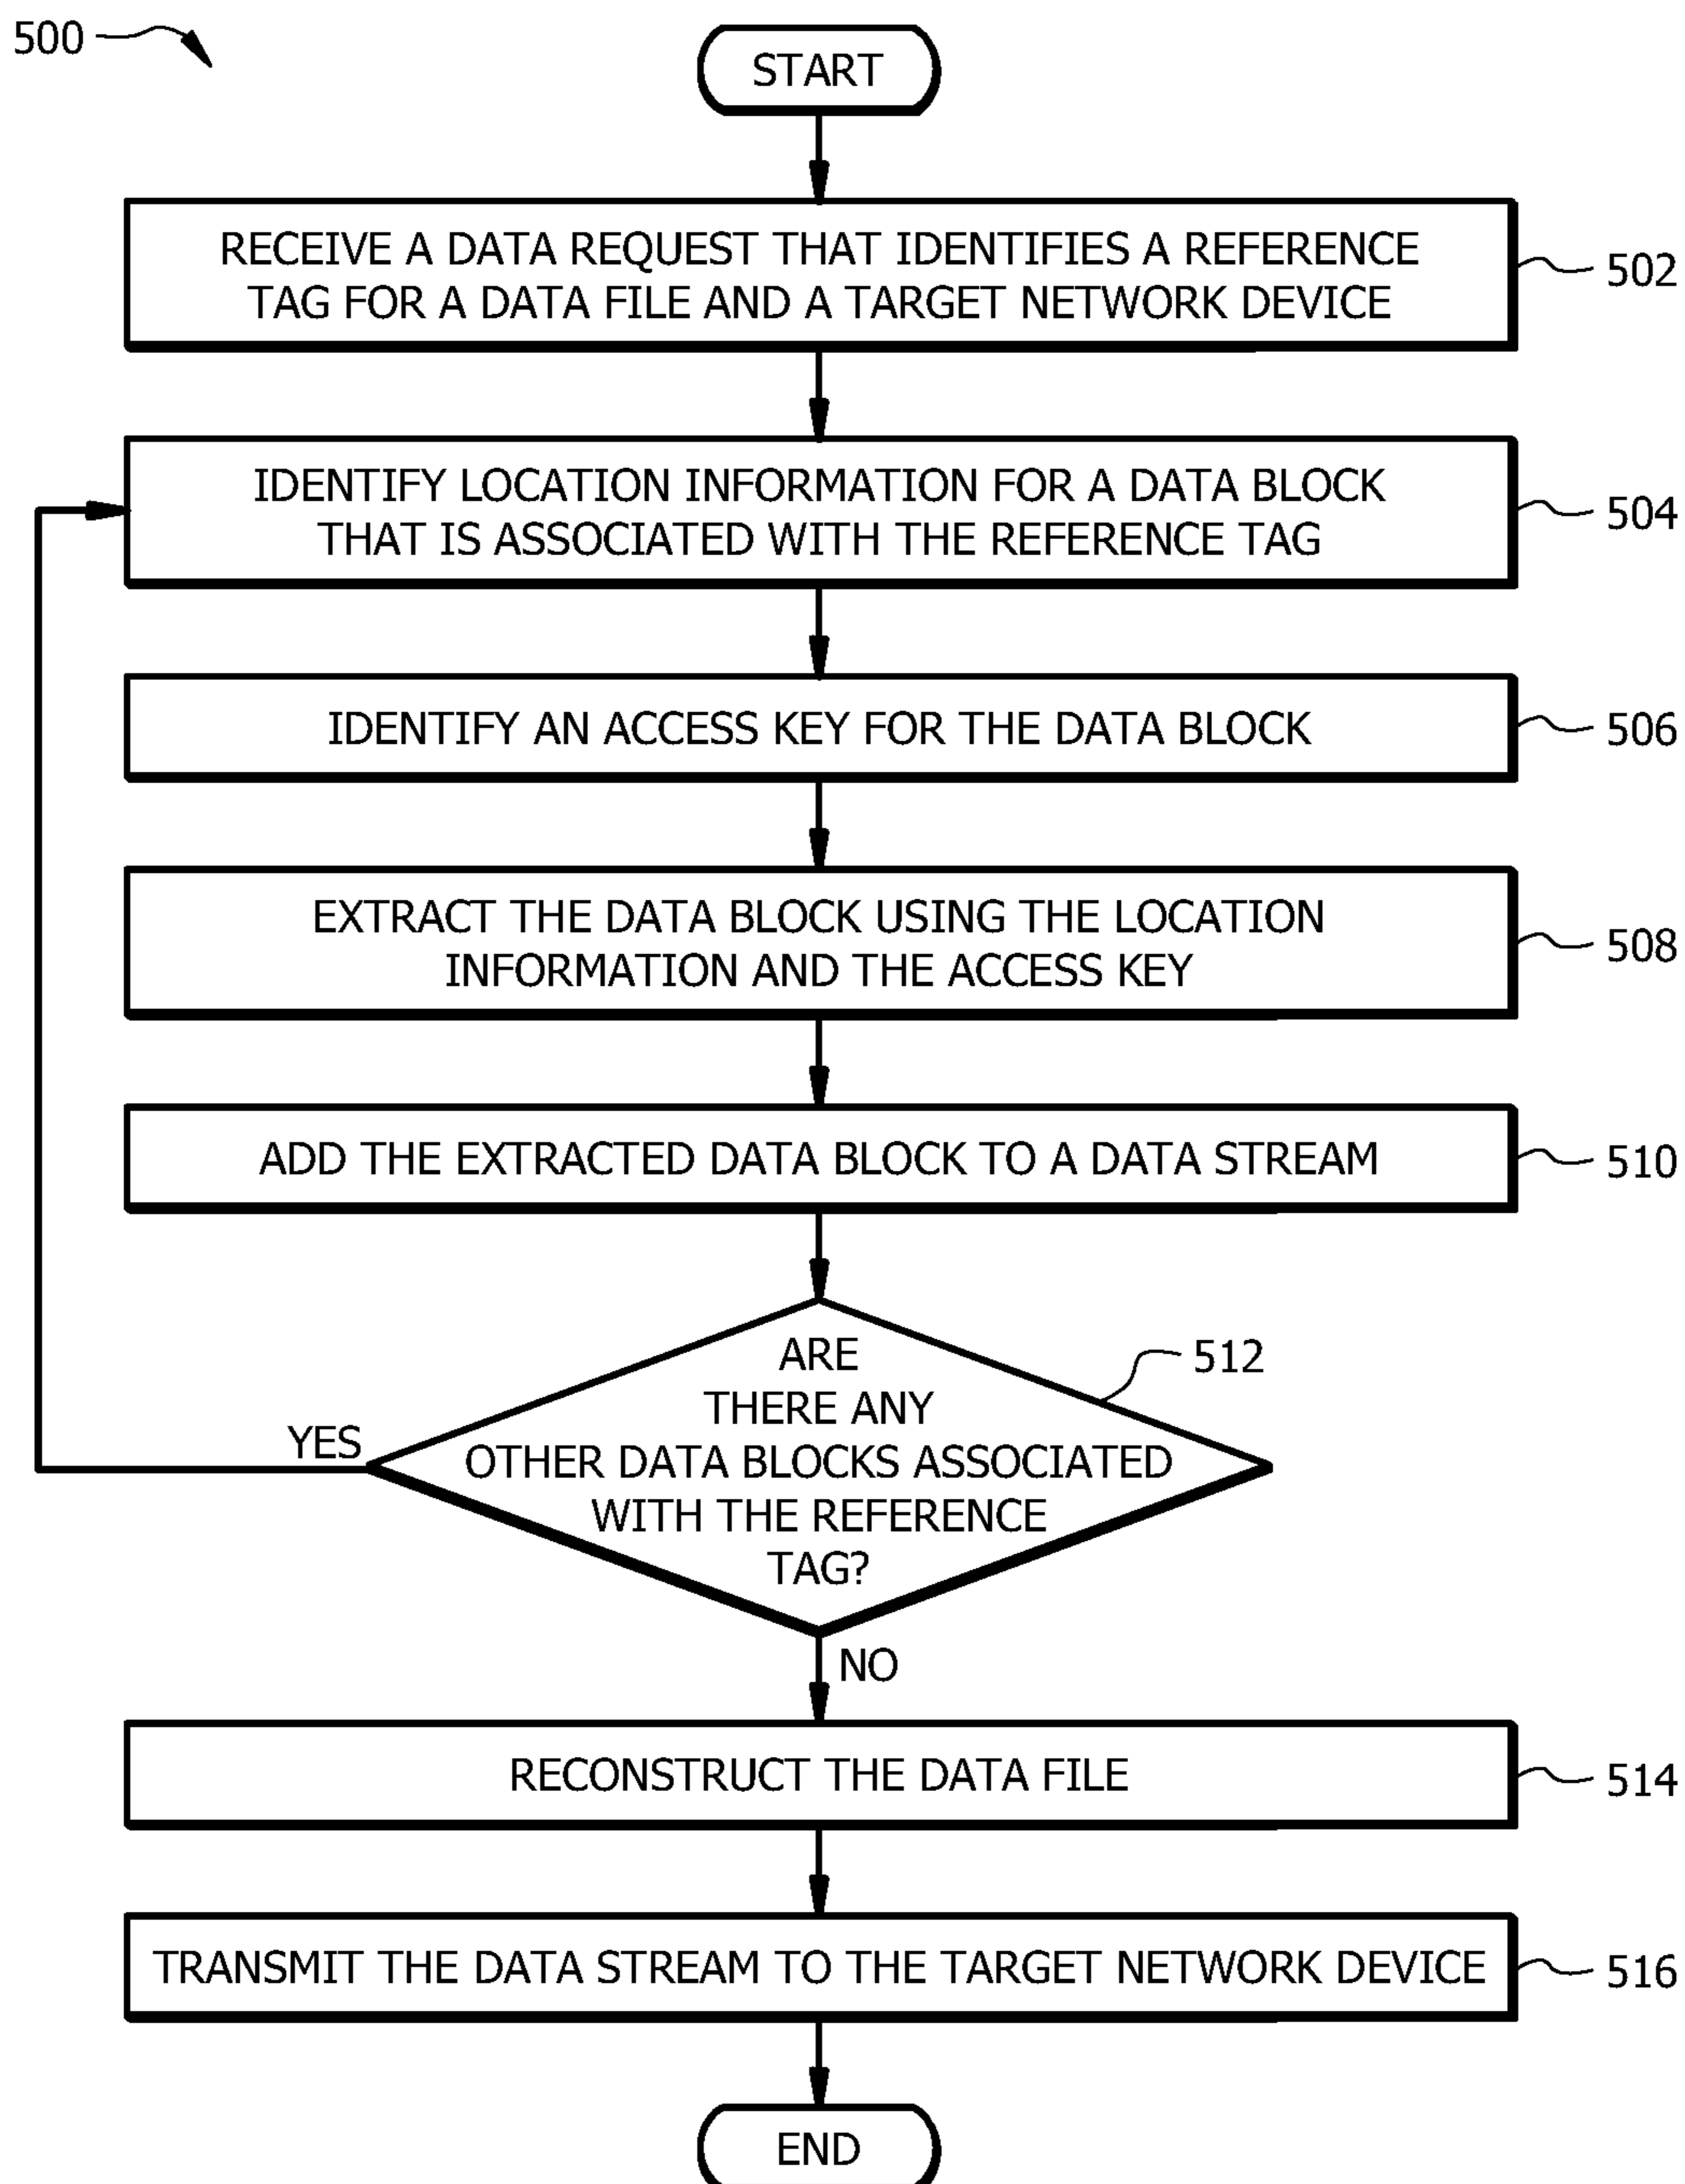 500
START
RECEIVE A DATA REQUEST THAT IDENTIFIES A REFERENCE
TAG FOR A DATA FILE AND A TARGET NETWORK DEVICE
502
IDENTIFY LOCATION INFORMATION FOR A DATA BLOCK
THAT IS ASSOCIATED WITH THE REFERENCE TAG
504
IDENTIFY AN ACCESS KEY FOR THE DATA BLOCK
506
EXTRACT THE DATA BLOCK USING THE LOCATION
INFORMATION AND THE ACCESS KEY
508
ADD THE EXTRACTED DATA BLOCK TO A DATA STREAM
510
ARE
THERE ANY
OTHER DATA BLOCKS ASSOCIATED
WITH THE REFERENCE
TAG?
512
YES
NO
RECONSTRUCT THE DATA FILE
514
TRANSMIT THE DATA STREAM TO THE TARGET NETWORK DEVICE
516
END